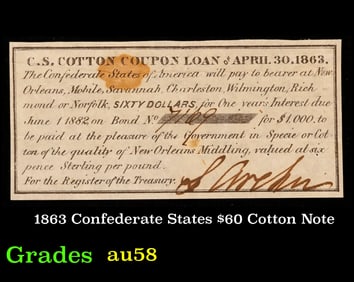 C.S. COTTON COUPON LOAN of APRIL 30.1863.
The Confederate States of America will pay to bearer at New
Orleans, Mobile, Savannah, Charleston, Wilmington, Rich
mond or Norfolk, SIXTY DOLLARS, for One years Interest due
June 1 1882, on Bond No. for $1,000. to
be paid at the pleasure of the Government in Specie or Cot
ton of the quality of New Orleans Middling, valued at six
pence Sterling per pound.
For the Register of the Treasury.
1863 Confederate States $60 Cotton Note
Grades au58